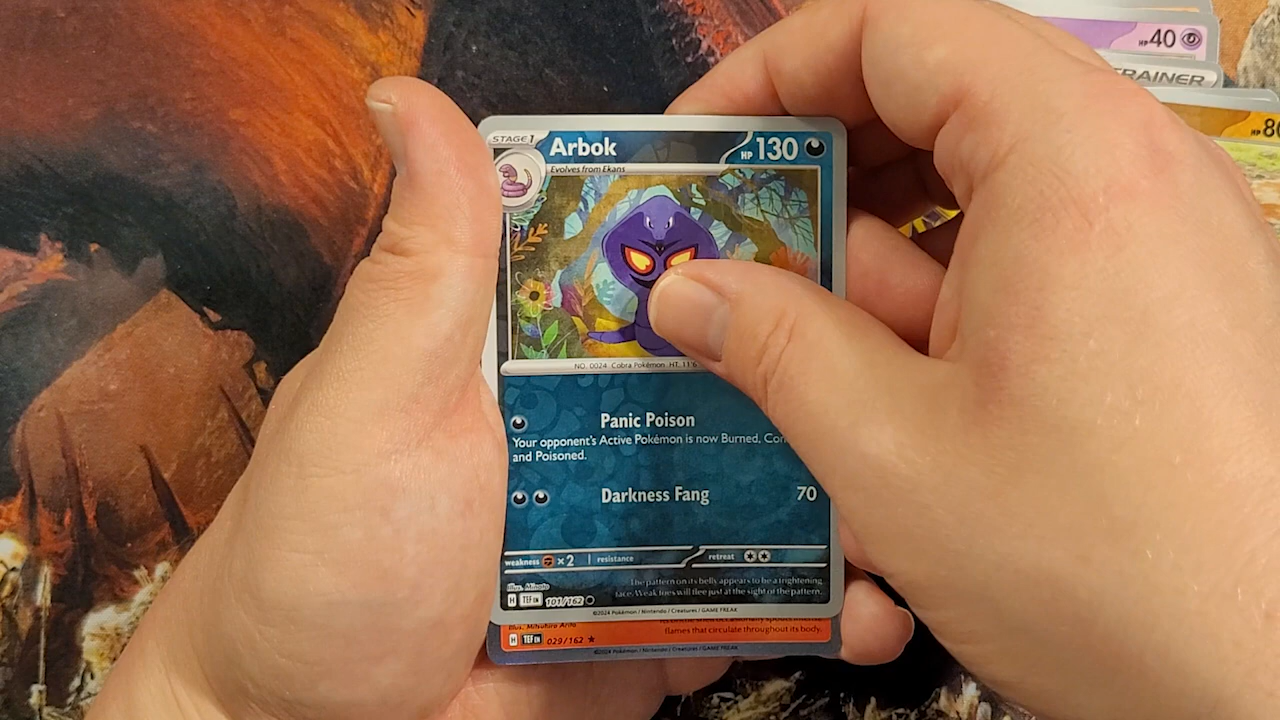 HP 40
TRAINER
HP 8
STAGE 1
Arbok
HP 130
Evolves from Ekans
NO. 0024 Cobra Pokémon HT. 11'6
Panic Poison
Your opponent's Active Pokémon is now Burned, Con
and Poisoned.
Darkness Fang 70
weakness ×2 resistance retreat
Illus. Minato
The pattern on its belly appears to be a frightening
face. Weak foes will flee just at the sight of the pattern.
H TEF EN 101/162
©2024 Pokémon / Nintendo / Creatures / GAME FREAK
Illus. Mitsuhiro Arita
flames that circulate throughout its body.
H TEF EN 029/162 ★
©2024 Pokémon / Nintendo / Creatures / GAME FREAK